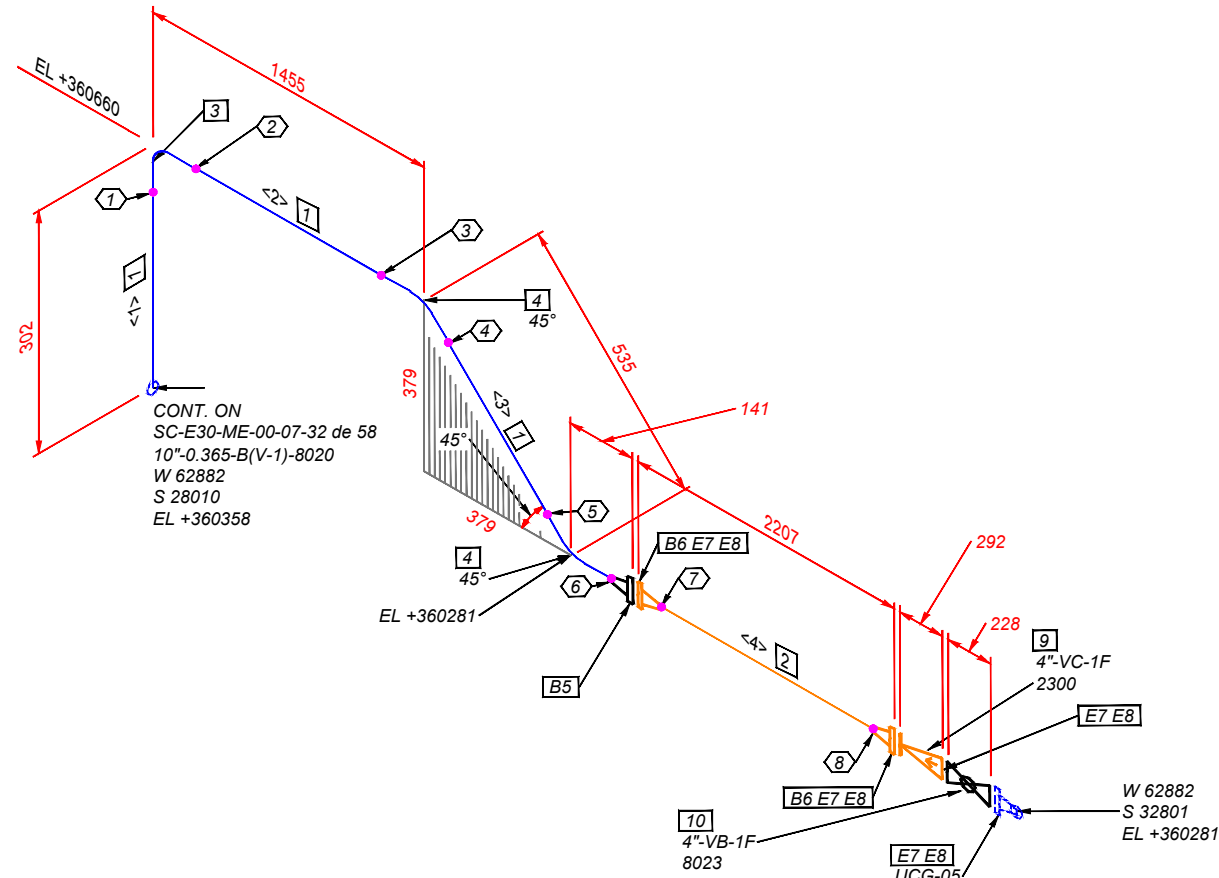 1455
EL +360660
3
2
1
<2> 1
3
1
<1>
302
4
45°
4
535
379
141
<3> 1
CONT. ON
SC-E30-ME-00-07-32 de 58
10"-0.365-B(V-1)-8020
W 62882
S 28010
EL +360358
45°
5
379
2207
292
B6 E7 E8
4
45°
6
7
EL +360281
228
9
4"-VC-1F
2300
<4> 2
B5
E7 E8
8
B6 E7 E8
W 62882
S 32801
EL +360281
10
4"-VB-1F
8023
E7 E8
UCG-05